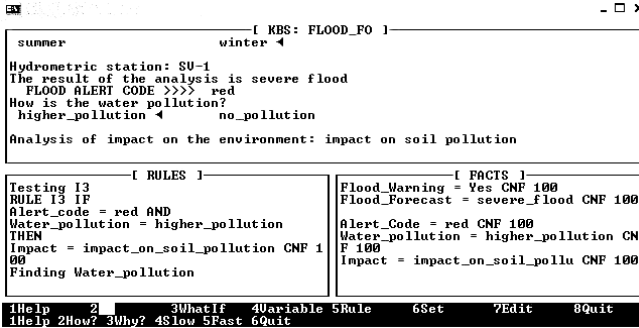 [ KBS: FLOOD_FO ]
summer winter ◄
Hydrometric station: SV-1
The result of the analysis is severe flood
FLOOD ALERT CODE >>>> red
How is the water pollution?
higher_pollution ◄ no_pollution
Analysis of impact on the environment: impact on soil pollution
[ RULES ]
Testing I3
RULE I3 IF
Alert_code = red AND
Water_pollution = higher_pollution
THEN
Impact = impact_on_soil_pollution CNF 1
00
Finding Water_pollution
[ FACTS ]
Flood_Warning = Yes CNF 100
Flood_Forecast = severe_flood CNF 100
Alert_Code = red CNF 100
Water_pollution = higher_pollution CN
F 100
Impact = impact_on_soil_pollu CNF 100
1Help 2 3WhatIf 4Variable 5Rule 6Set 7Edit 8Quit
1Help 2How? 3Why? 4Slow 5Fast 6Quit